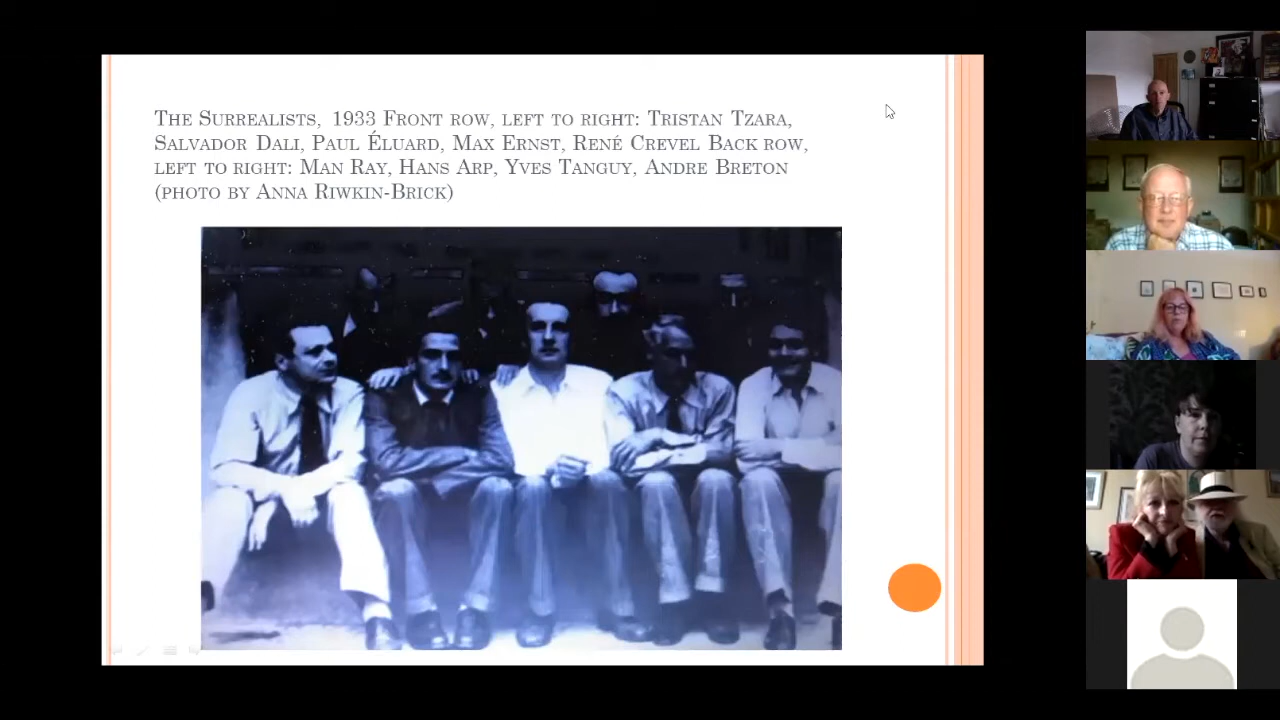 The Surrealists, 1933 Front row, left to right: Tristan Tzara,
Salvador Dali, Paul Éluard, Max Ernst, René Crevel Back row,
left to right: Man Ray, Hans Arp, Yves Tanguy, Andre Breton
(photo by Anna Riwkin-Brick)